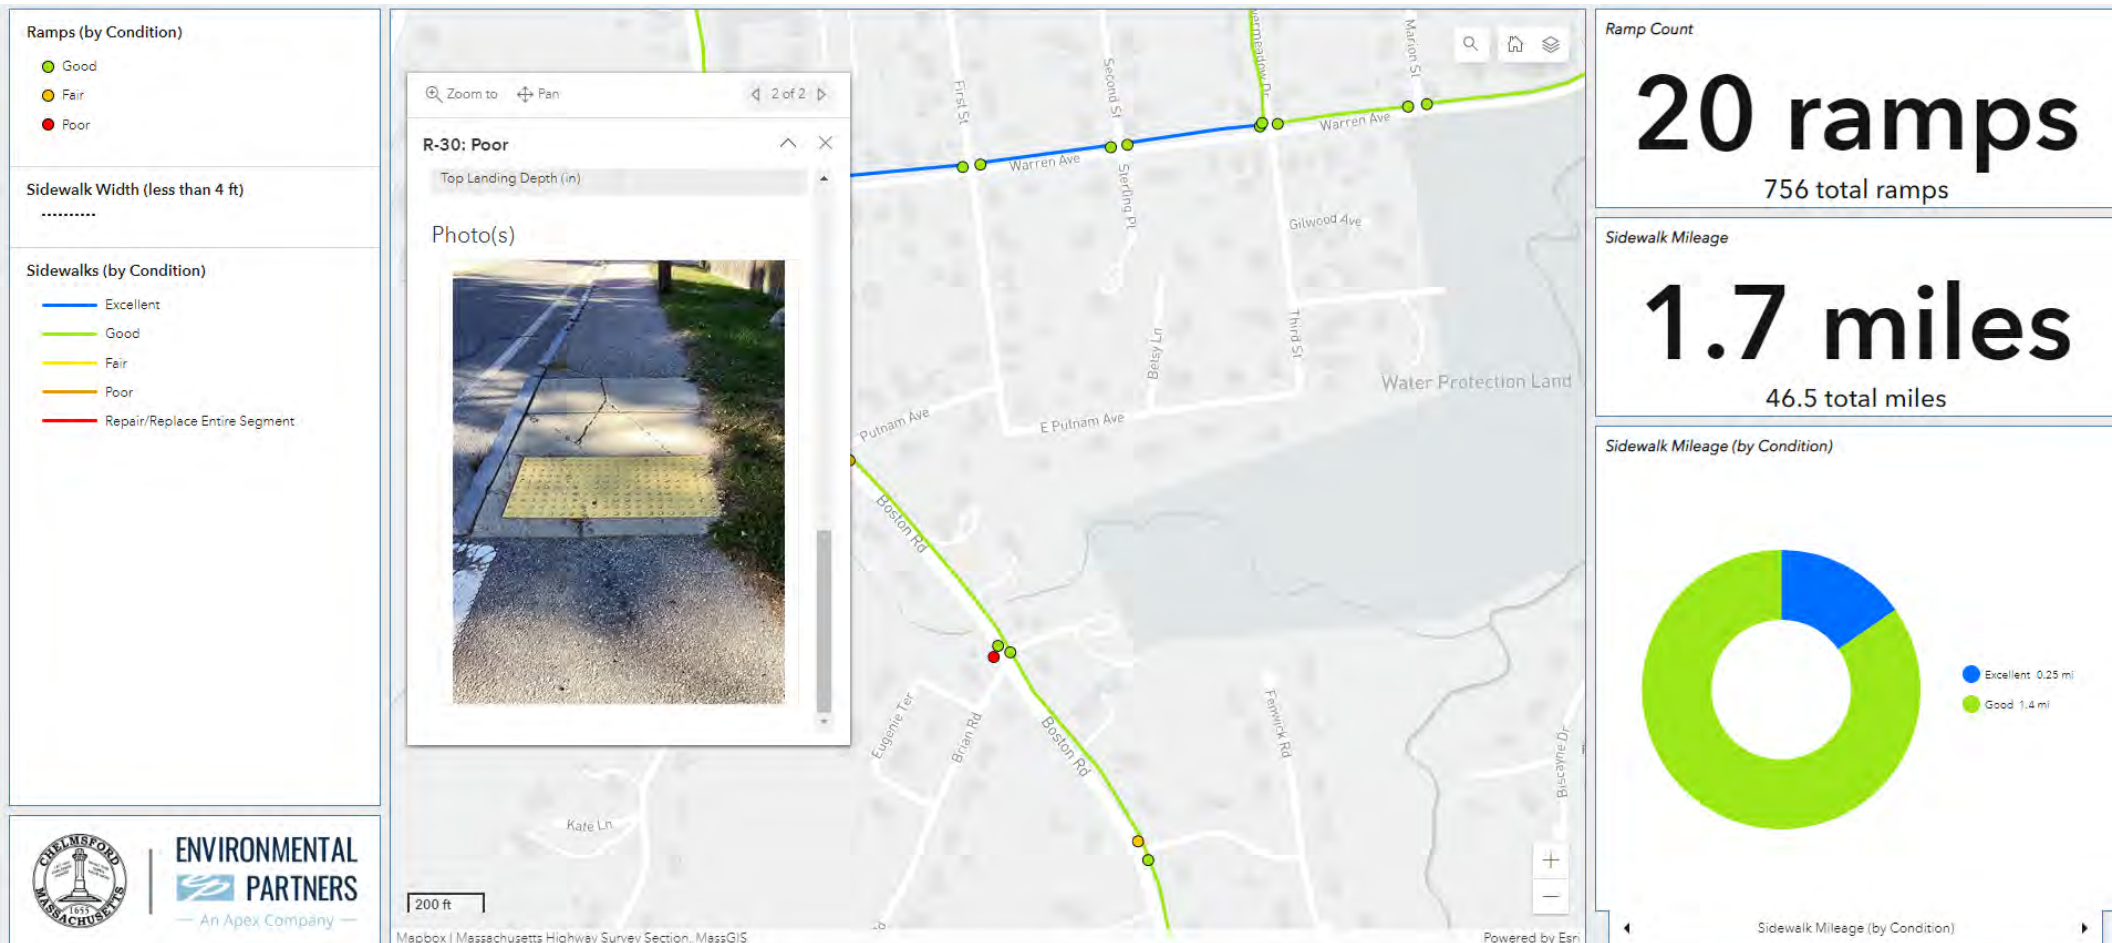 Ramps (by Condition)
Good
Fair
Poor
Sidewalk Width (less than 4 ft)
Sidewalks (by Condition)
Excellent
Good
Fair
Poor
Repair/Replace Entire Segment
CHELMSFORD
MASSACHUSETTS
1655
ENVIRONMENTAL
ep PARTNERS
An Apex Company
Zoom to
Pan
2 of 2
R-30: Poor
Top Landing Depth (in)
Photo(s)
First St
Second St
Marion St
Warren Ave
Warren Ave
Sterling Pl
Gilwood Ave
Third St
Betsy Ln
Water Protection Land
Putnam Ave
E Putnam Ave
Boston Rd
Eugenie Ter
Brian Rd
Boston Rd
Fenwick Rd
Biscayne Dr
Kate Ln
200 ft
Mapbox | Massachusetts Highway Survey Section, MassGIS
Powered by Esri
Ramp Count
20 ramps
756 total ramps
Sidewalk Mileage
1.7 miles
46.5 total miles
Sidewalk Mileage (by Condition)
Excellent 0.25 mi
Good 1.4 mi
Sidewalk Mileage (by Condition)